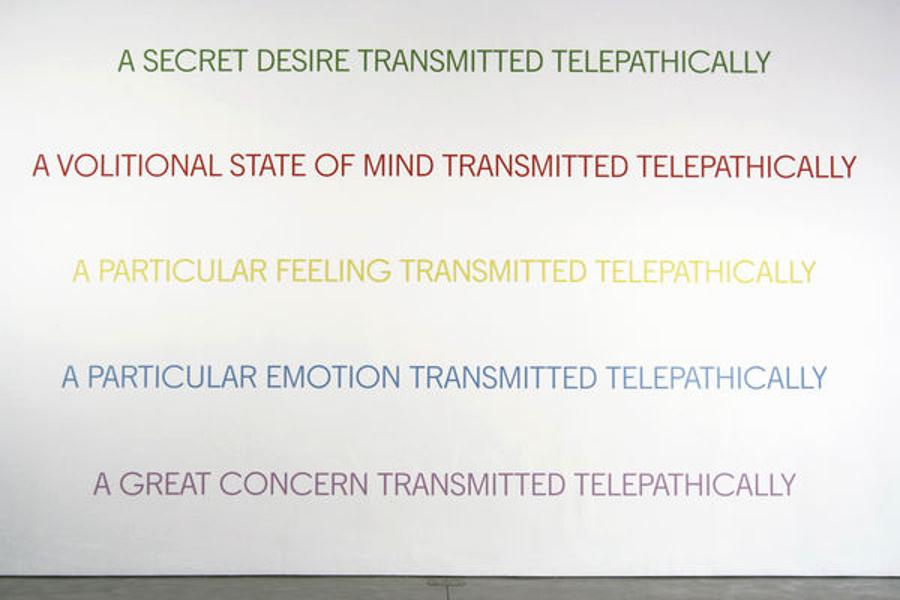 A SECRET DESIRE TRANSMITTED TELEPATHICALLY
A VOLITIONAL STATE OF MIND TRANSMITTED TELEPATHICALLY
A PARTICULAR FEELING TRANSMITTED TELEPATHICALLY
A PARTICULAR EMOTION TRANSMITTED TELEPATHICALLY
A GREAT CONCERN TRANSMITTED TELEPATHICALLY